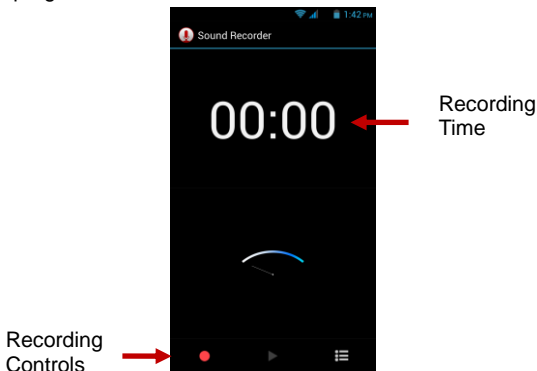 1:42 PM
Sound Recorder
00:00
Recording
Time
Recording
Controls